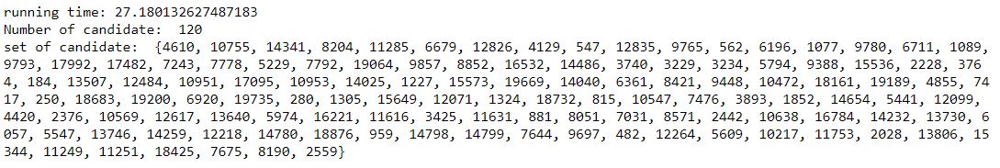 running time: 27.180132627487183
Number of candidate:  120
set of candidate:  {4610, 10755, 14341, 8204, 11285, 6679, 12826, 4129, 547, 12835, 9765, 562, 6196, 1077, 9780, 6711, 1089,
9793, 17992, 17482, 7243, 7778, 5229, 7792, 19064, 9857, 8852, 16532, 14486, 3740, 3229, 3234, 5794, 9388, 15536, 2228, 376
4, 184, 13507, 12484, 10951, 17095, 10953, 14025, 1227, 15573, 19669, 14040, 6361, 8421, 9448, 10472, 18161, 19189, 4855, 74
17, 250, 18683, 19200, 6920, 19735, 280, 1305, 15649, 12071, 1324, 18732, 815, 10547, 7476, 3893, 1852, 14654, 5441, 12099,
4420, 2376, 10569, 12617, 13640, 5974, 16221, 11616, 3425, 11631, 881, 8051, 7031, 8571, 2442, 10638, 16784, 14232, 13730, 6
057, 5547, 13746, 14259, 12218, 14780, 18876, 959, 14798, 14799, 7644, 9697, 482, 12264, 5609, 10217, 11753, 2028, 13806, 15
344, 11249, 11251, 18425, 7675, 8190, 2559}